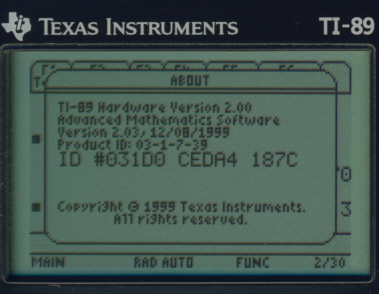 TEXAS INSTRUMENTS TI-89
ABOUT
TI-89 Hardware Version 2.00
Advanced Mathematics Software
Version 2.03, 12/08/1999
Product ID: 03-1-7-39
ID #031D0 CEDA4 187C
Copyright © 1999 Texas Instruments.
All rights reserved.
MAIN RAD AUTO FUNC 2/30